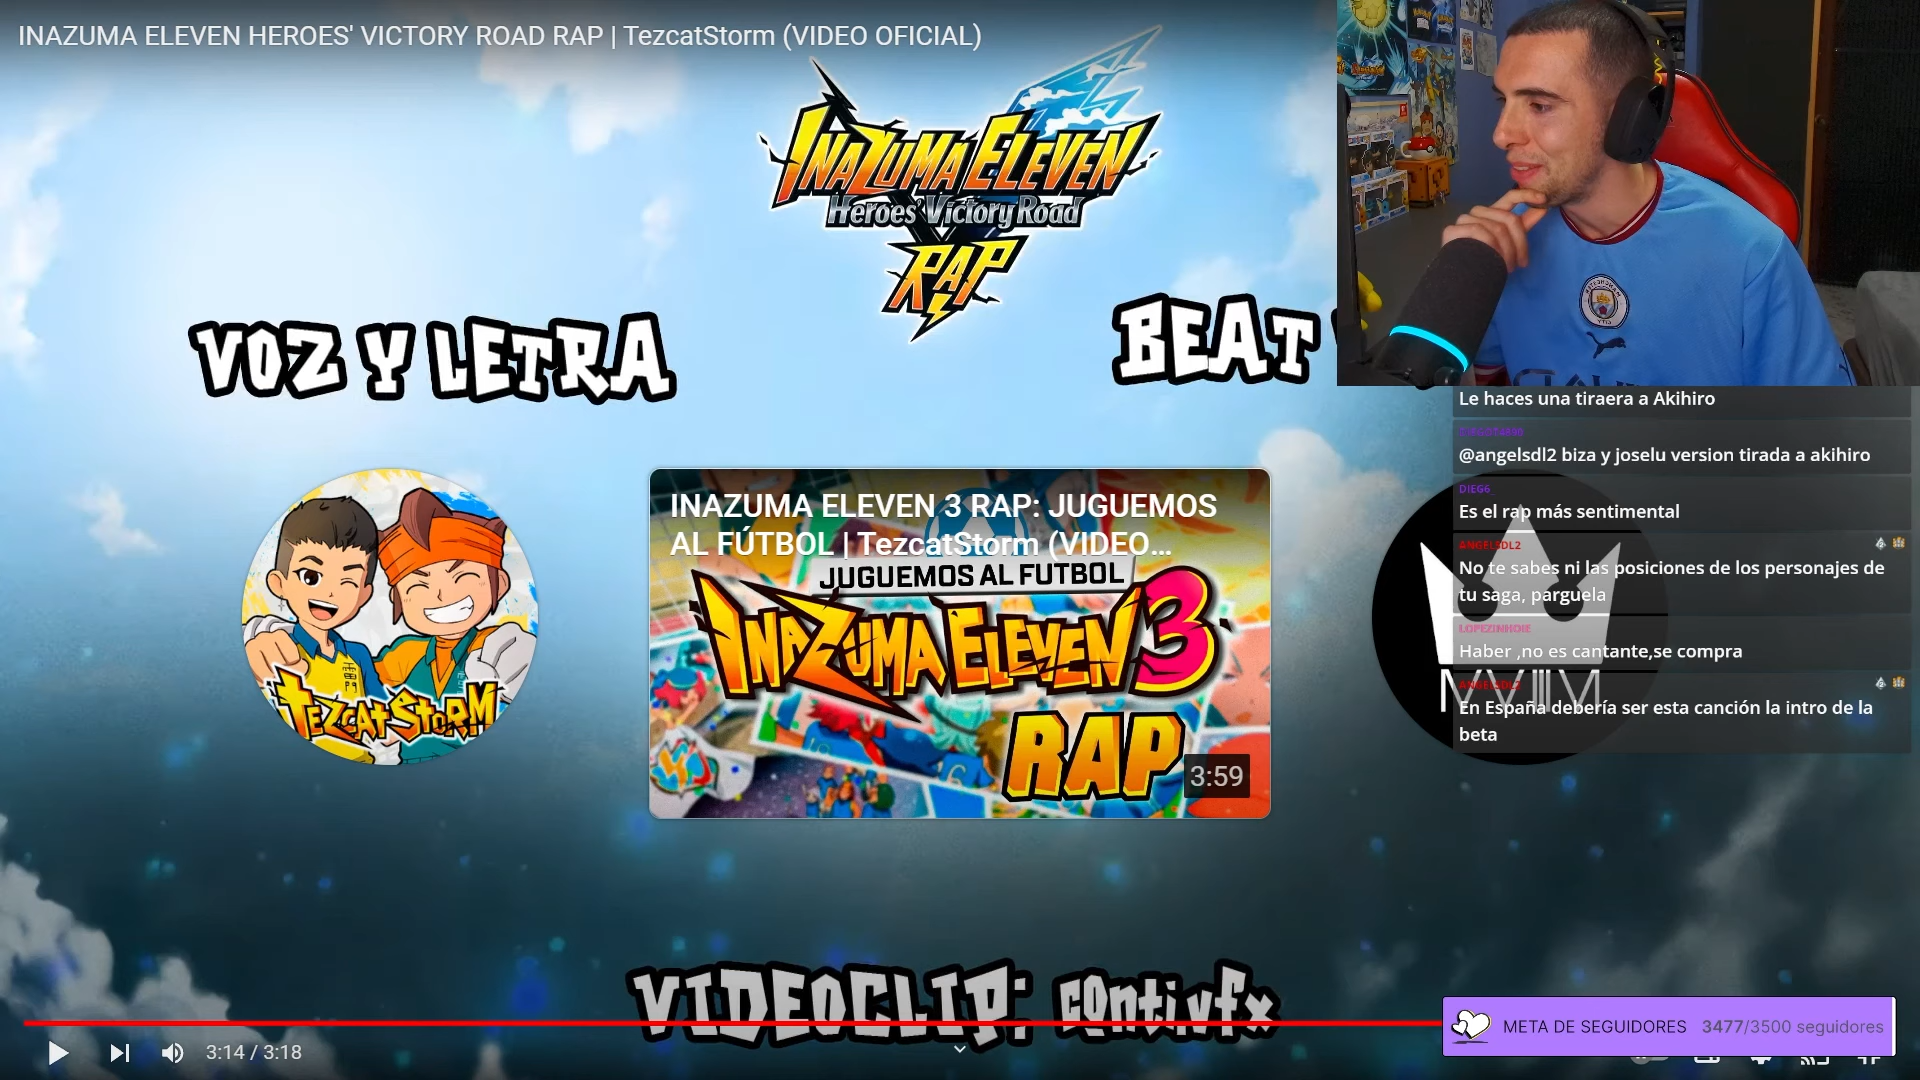 INAZUMA ELEVEN HEROES' VICTORY ROAD RAP | TezcatStorm (VIDEO OFICIAL)
INAZUMA ELEVEN
Heroes' Victory Road
RAP
VOZ Y LETRA
BEAT
Le haces una tiraera a Akihiro
@angelsdl2 biza y joselu version tirada a akihiro
DIEG6_
Es el rap más sentimental
ANGELSDL2
No te sabes ni las posiciones de los personajes de
tu saga, parguela
LOPEZINHOIE
Haber ,no es cantante,se compra
ANGELSDL2
En España debería ser esta canción la intro de la
beta
TEZCATSTORM
INAZUMA ELEVEN 3 RAP: JUGUEMOS
AL FÚTBOL | TezcatStorm (VIDEO...
JUGUEMOS AL FUTBOL
INAZUMA ELEVEN 3
RAP
3:59
VIDEOCLIP: contivfx
META DE SEGUIDORES 3477/3500 seguidores
3:14 / 3:18